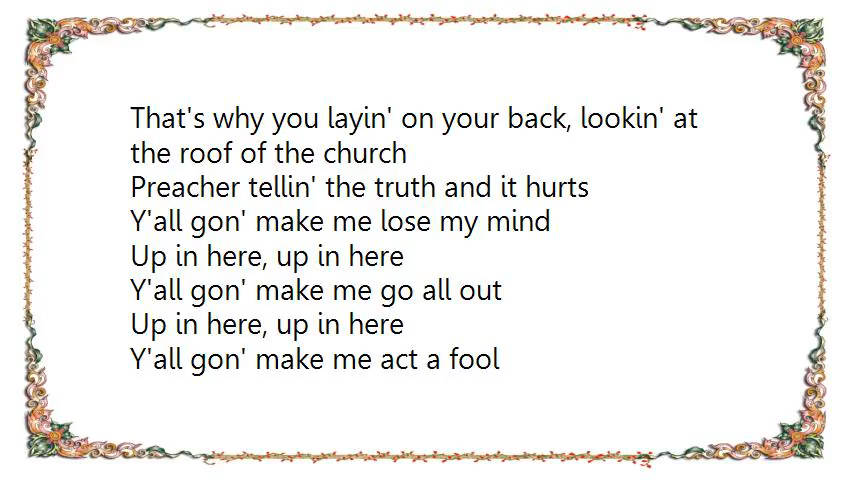 That's why you layin' on your back, lookin' at
the roof of the church
Preacher tellin' the truth and it hurts
Y'all gon' make me lose my mind
Up in here, up in here
Y'all gon' make me go all out
Up in here, up in here
Y'all gon' make me act a fool